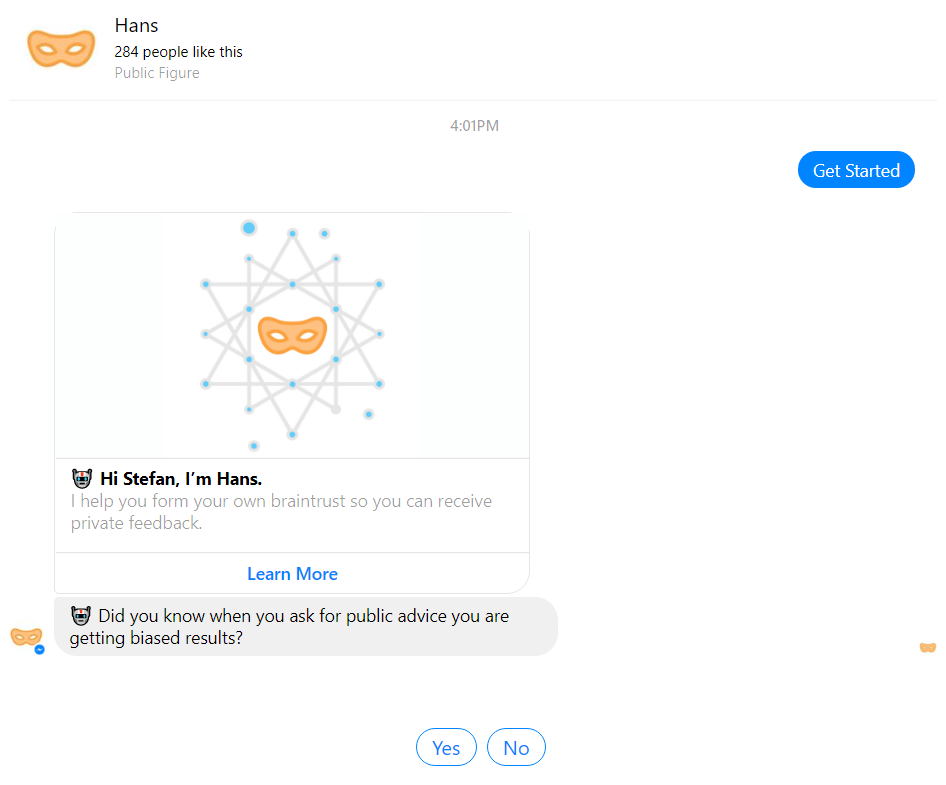 Hans
284 people like this
Public Figure
4:01PM
Get Started
Hi Stefan, I’m Hans.
I help you form your own braintrust so you can receive
private feedback.
Learn More
Did you know when you ask for public advice you are
getting biased results?
Yes
No